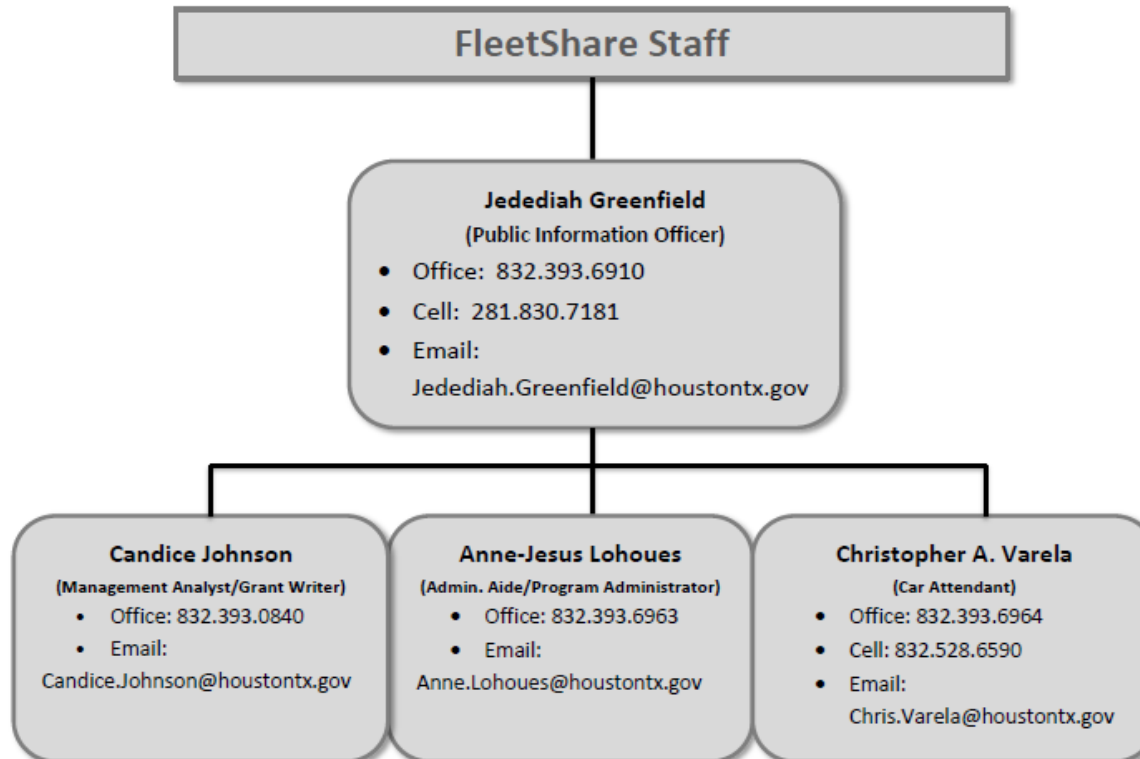 FleetShare Staff
Jedediah Greenfield
(Public Information Officer)
• Office: 832.393.6910
• Cell: 281.830.7181
• Email:
Jedediah.Greenfield@houstontx.gov
Candice Johnson
(Management Analyst/Grant Writer)
• Office: 832.393.0840
• Email:
Candice.Johnson@houstontx.gov
Anne-Jesus Lohoues
(Admin. Aide/Program Administrator)
• Office: 832.393.6963
• Email:
Anne.Lohoues@houstontx.gov
Christopher A. Varela
(Car Attendant)
• Office: 832.393.6964
• Cell: 832.528.6590
• Email:
Chris.Varela@houstontx.gov